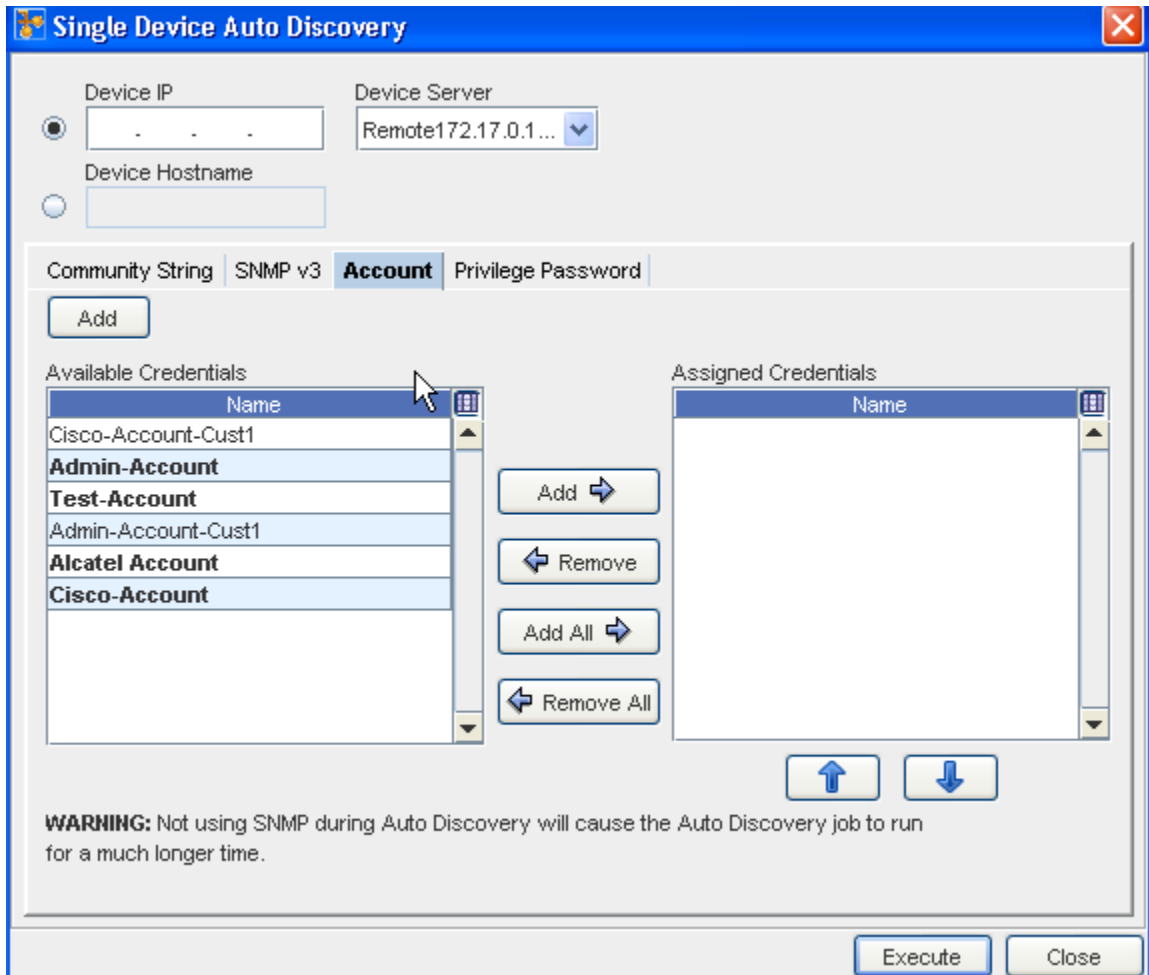 Single Device Auto Discovery
Device IP
Device Server
. . .
Remote172.17.0.1...
Device Hostname
Community String SNMP v3 Account Privilege Password
Add
Available Credentials
Name
Cisco-Account-Cust1
Admin-Account
Test-Account
Admin-Account-Cust1
Alcatel Account
Cisco-Account
Add
Remove
Add All
Remove All
Assigned Credentials
Name
WARNING: Not using SNMP during Auto Discovery will cause the Auto Discovery job to run
for a much longer time.
Execute
Close